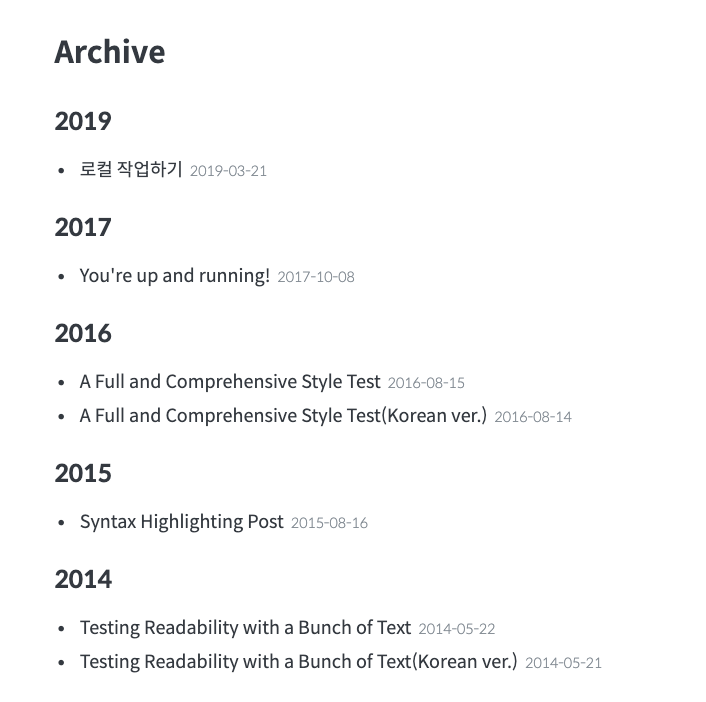 Archive
2019
• 로컬 작업하기 2019-03-21
2017
• You're up and running! 2017-10-08
2016
• A Full and Comprehensive Style Test 2016-08-15
• A Full and Comprehensive Style Test(Korean ver.) 2016-08-14
2015
• Syntax Highlighting Post 2015-08-16
2014
• Testing Readability with a Bunch of Text 2014-05-22
• Testing Readability with a Bunch of Text(Korean ver.) 2014-05-21